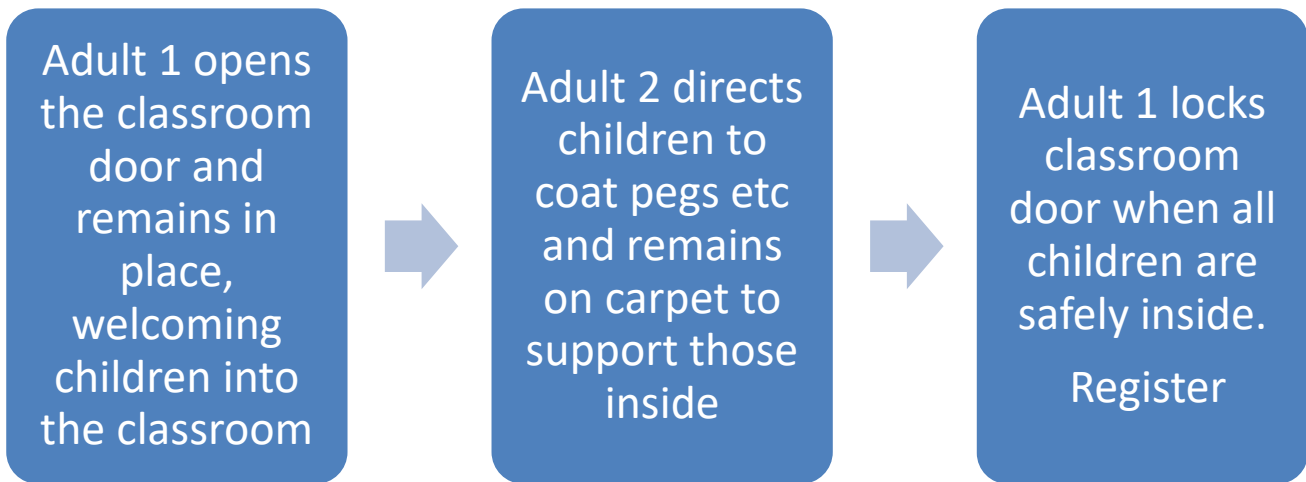 Adult 1 opens
the classroom
door and
remains in
place,
welcoming
children into
the classroom
Adult 2 directs
children to
coat pegs etc
and remains
on carpet to
support those
inside
Adult 1 locks
classroom
door when all
children are
safely inside.
Register